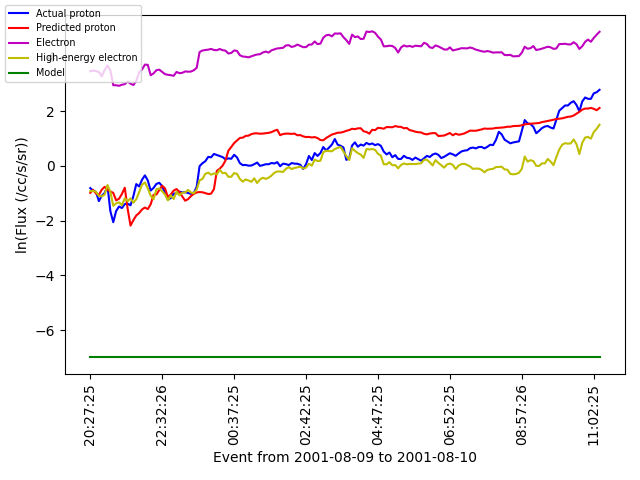 Actual proton
Predicted proton
Electron
High-energy electron
Model
ln(Flux (/cc/s/sr))
2
0
−2
−4
−6
20:27:25
22:32:26
00:37:25
02:42:25
04:47:25
06:52:25
08:57:26
11:02:25
Event from 2001-08-09 to 2001-08-10